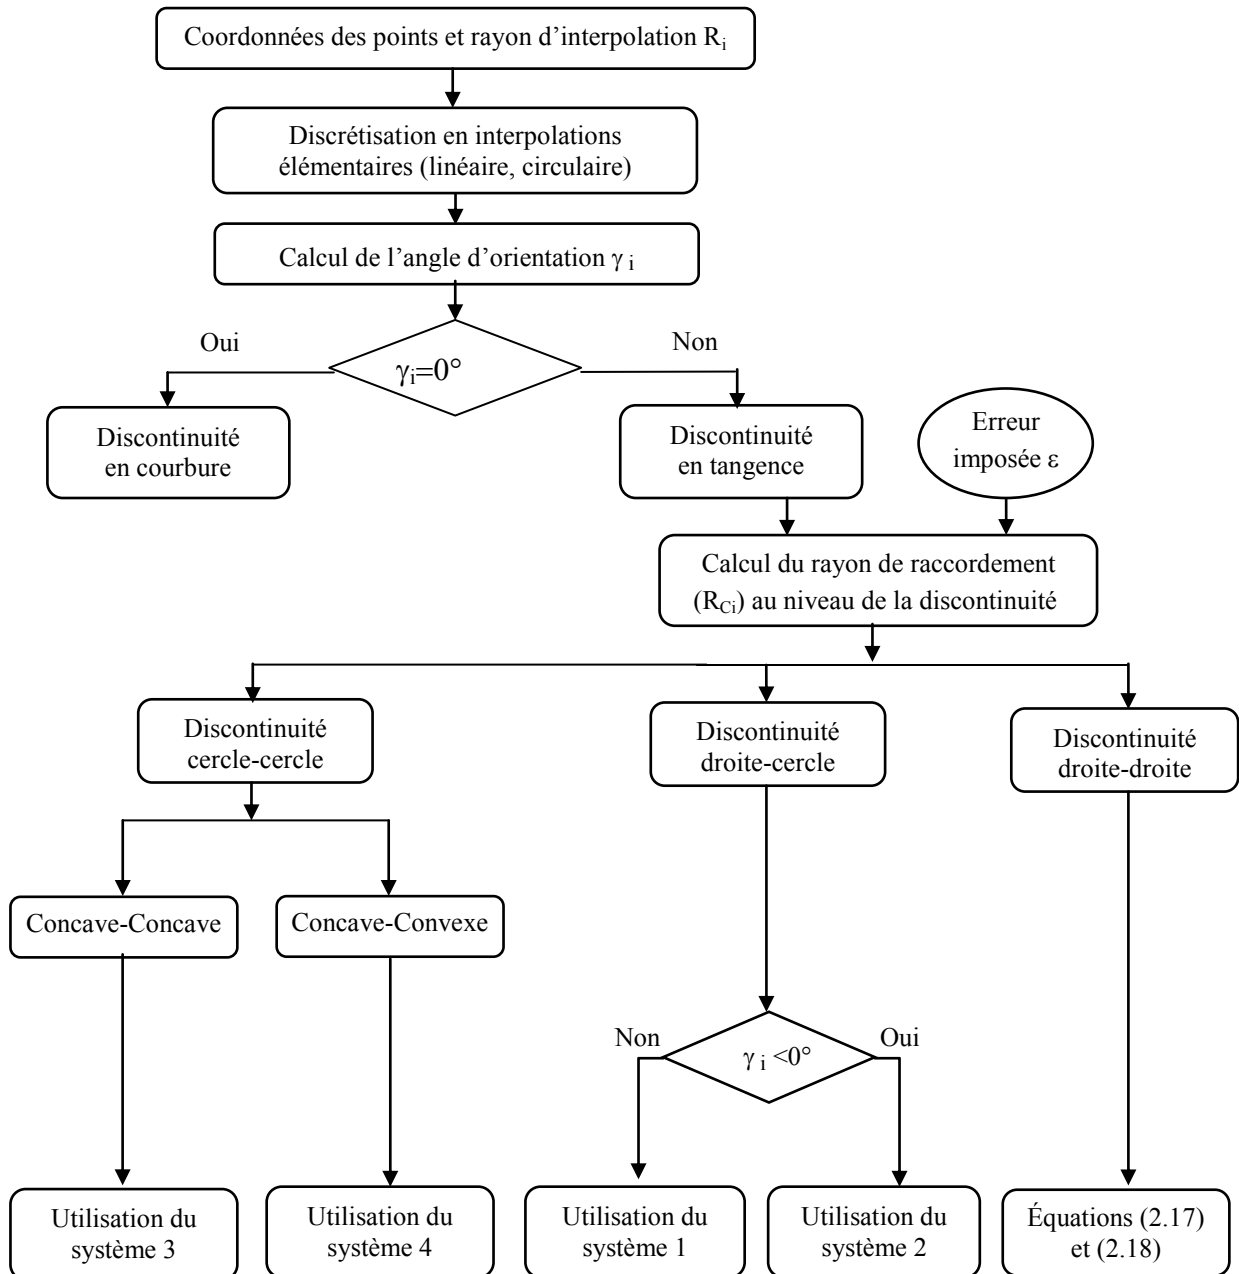 Coordonnées des points et rayon d’interpolation Ri
Discrétisation en interpolations
élémentaires (linéaire, circulaire)
Calcul de l’angle d’orientation γ i
Oui
Non
γi=0°
Discontinuité
en courbure
Discontinuité
en tangence
Erreur
imposée ε
Calcul du rayon de raccordement
(RCi) au niveau de la discontinuité
Discontinuité
cercle-cercle
Discontinuité
droite-cercle
Discontinuité
droite-droite
Concave-Concave
Concave-Convexe
Non
Oui
γ i <0°
Utilisation du
système 3
Utilisation du
système 4
Utilisation du
système 1
Utilisation du
système 2
Équations (2.17)
et (2.18)